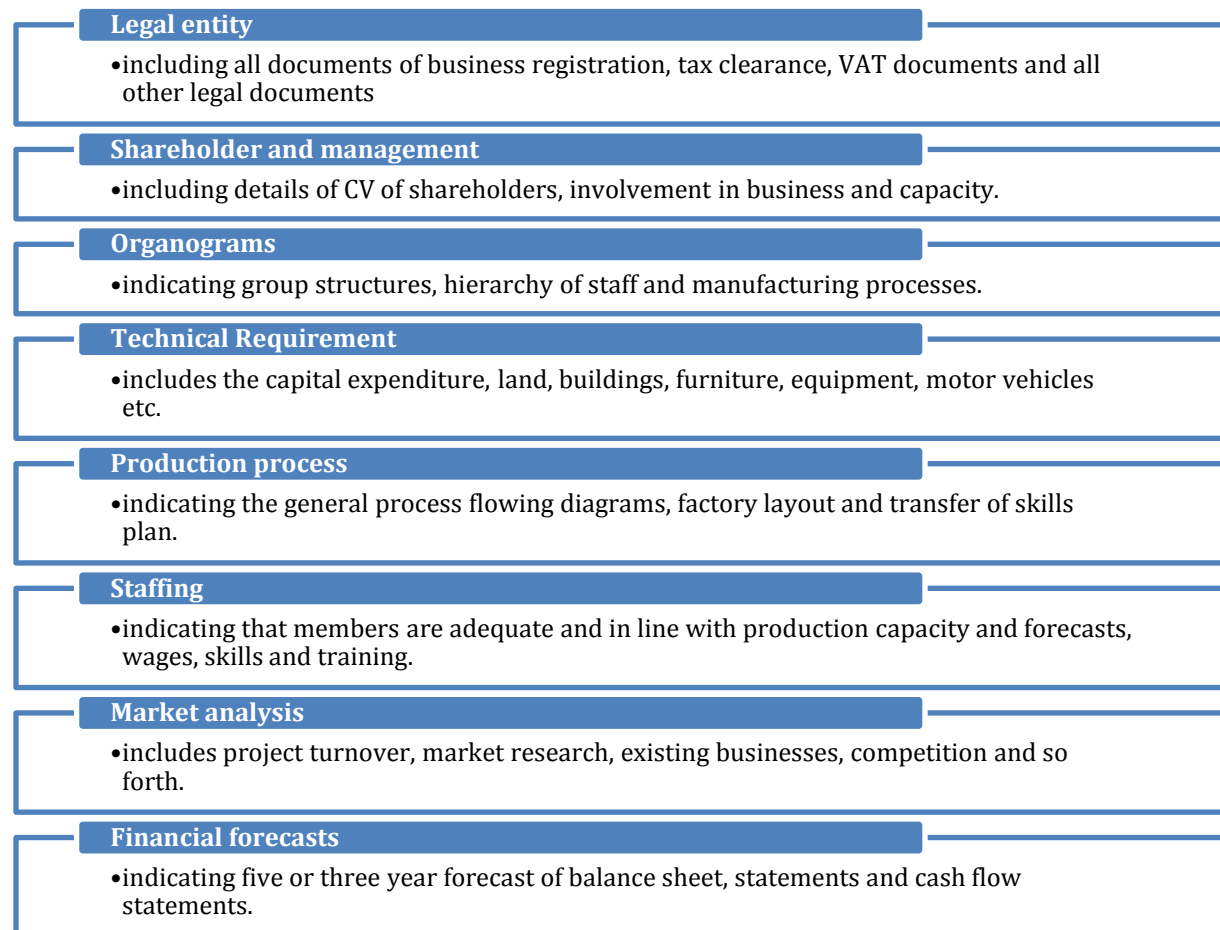 Legal entity
•including all documents of business registration, tax clearance, VAT documents and all
other legal documents
Shareholder and management
•including details of CV of shareholders, involvement in business and capacity.
Organograms
•indicating group structures, hierarchy of staff and manufacturing processes.
Technical Requirement
•includes the capital expenditure, land, buildings, furniture, equipment, motor vehicles
etc.
Production process
•indicating the general process flowing diagrams, factory layout and transfer of skills
plan.
Staffing
•indicating that members are adequate and in line with production capacity and forecasts,
wages, skills and training.
Market analysis
•includes project turnover, market research, existing businesses, competition and so
forth.
Financial forecasts
•indicating five or three year forecast of balance sheet, statements and cash flow
statements.